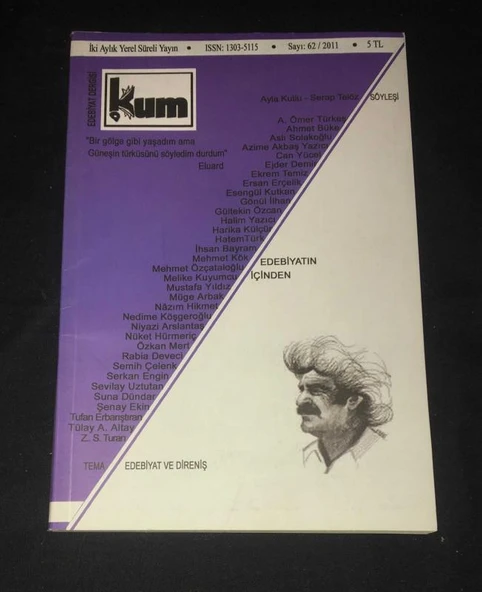 İki Aylık Yerel Süreli Yayın • ISSN: 1303-5115 • Sayı: 62 / 2011 • 5 TL
EDEBİYAT DERGİSİ
kum
"Bir gölge gibi yaşadım ama
Güneşin türküsünü söyledim durdum"
Eluard
Ayla Kutlu - Serap Telöz SÖYLEŞİ
A. Ömer Türkeş
Ahmet Büke
Aslı Solakoğlu
Azime Akbaş Yazıcı
Can Yücel
Ejder Demir
Ekrem Temiz
Ersan Erçelik
Esengül Kutkan
Gönül İlhan
Gültekin Özcan
Halim Yazıcı
Harika Külçür
HatemTürk
İhsan Bayram
Mehmet Kök
Mehmet Özçataloğlu
Melike Kuyumcu
Mustafa Yıldız
Müge Arbak
Nâzım Hikmet
Nedime Köşgeroğlu
Niyazi Arslantaş
Nüket Hürmeriç
Özkan Mert
Rabia Deveci
Semih Çelenk
Serkan Engin
Sevilay Uztutan
Suna Dündar
Şenay Ekin
Tufan Erbarıştıran
Tülay A. Altay
Z. S. Turan
EDEBİYATIN
İÇİNDEN
TEMA EDEBİYAT VE DİRENİŞ